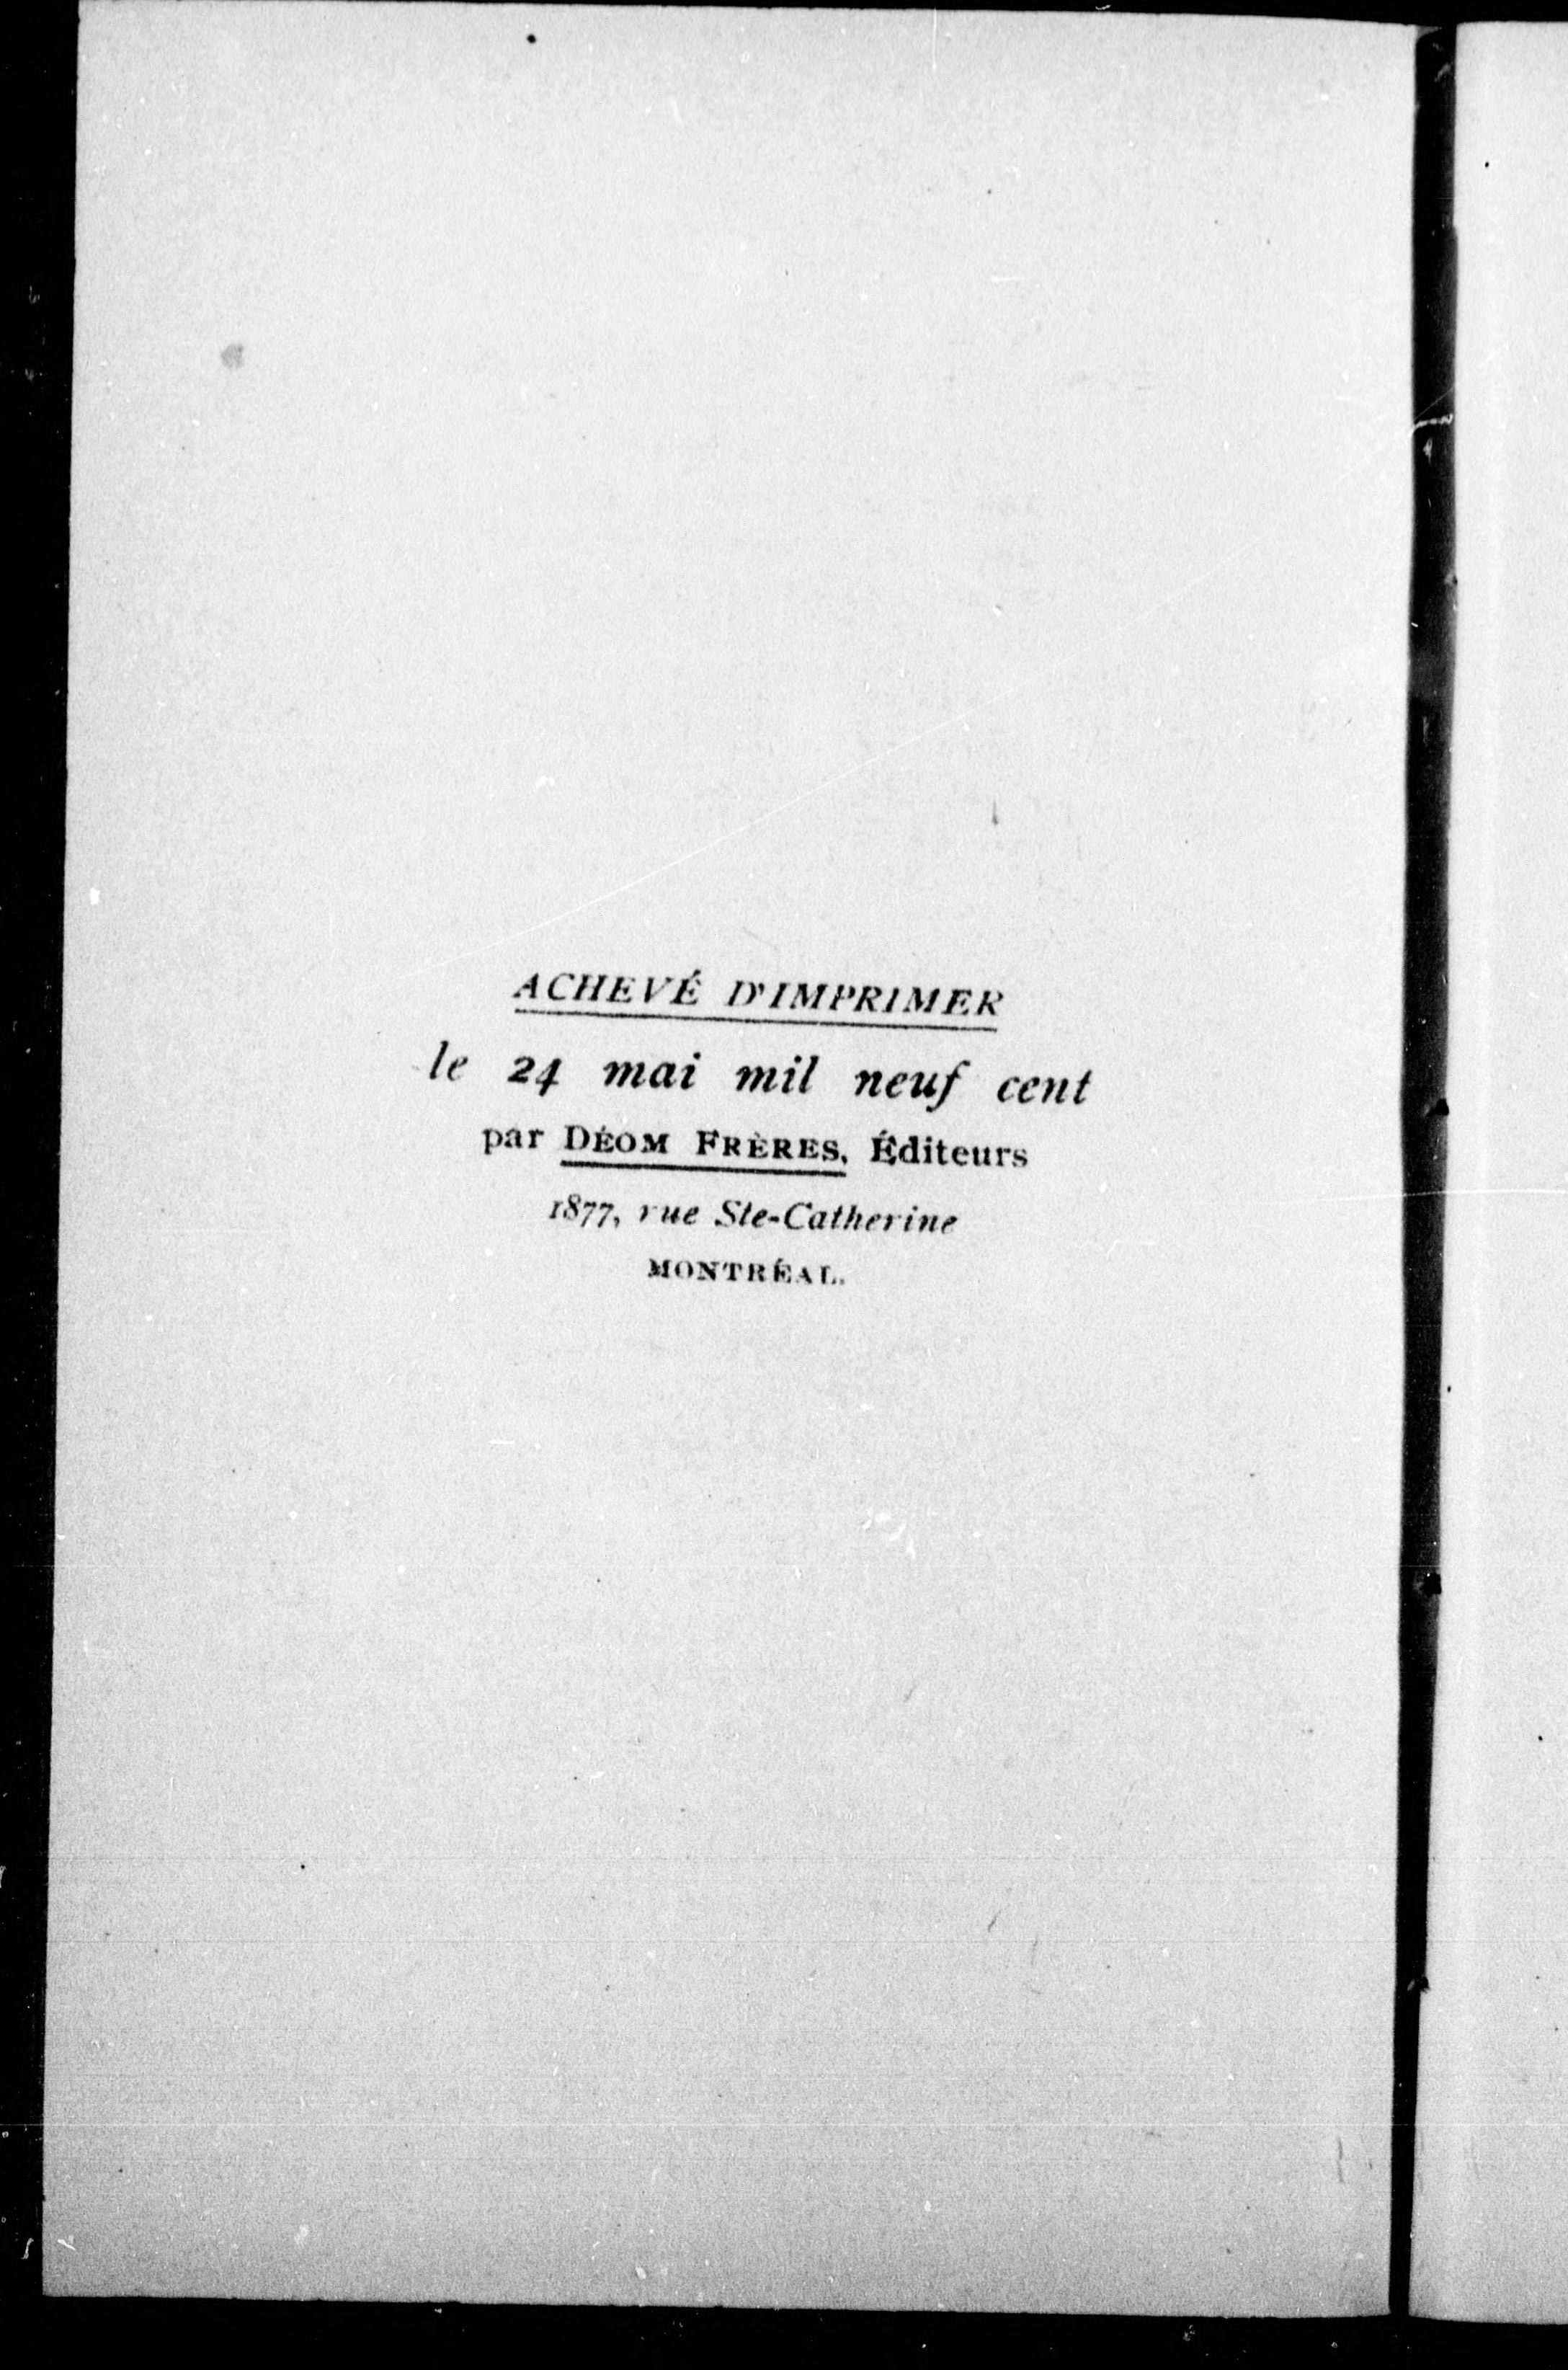 ACHEVÉ D'IMPRIMER
le 24 mai mil neuf cent
par DÉOM FRÈRES, Éditeurs
1877, rue Ste-Catherine
MONTRÉAL.